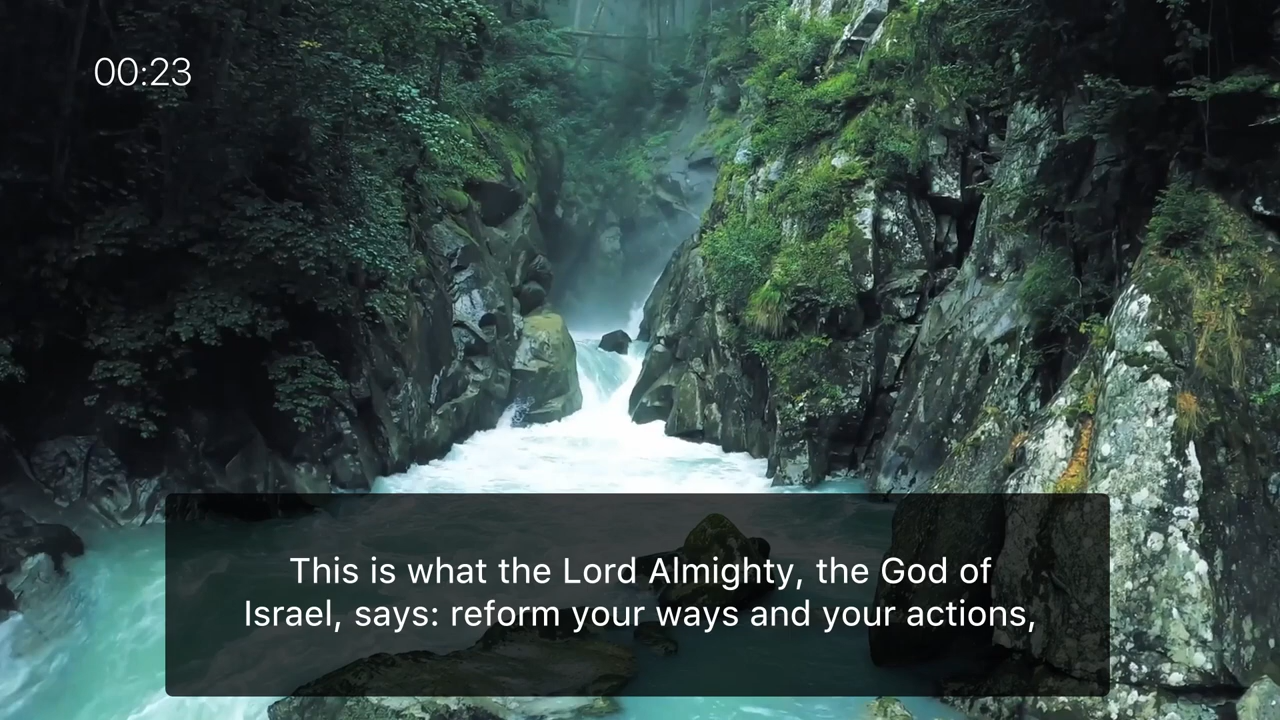 00:23
This is what the Lord Almighty, the God of
Israel, says: reform your ways and your actions,